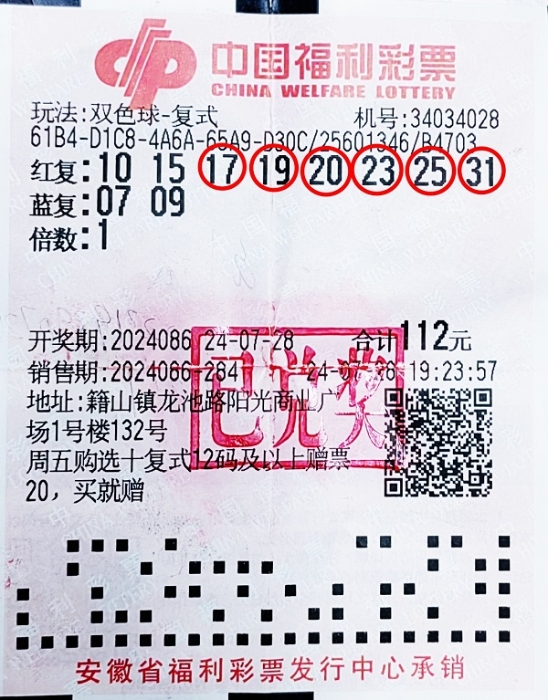 中国福利彩票
CHINA WELFARE LOTTERY
玩法:双色球-复式 机号:34034028
61B4-D1C8-4A6A-65A9-D30C/25601346/B4703
红复:10 15 17 19 20 23 25 31
蓝复:07 09
倍数:1
开奖期:2024086 24-07-28 合计112元
销售期:2024086-284 24-07-28 19:23:57
已兑奖
地址:籍山镇龙池路阳光商业广
场1号楼132号
周五购选十复式12码及以上赠票
20，买就赠
安徽省福利彩票发行中心承销